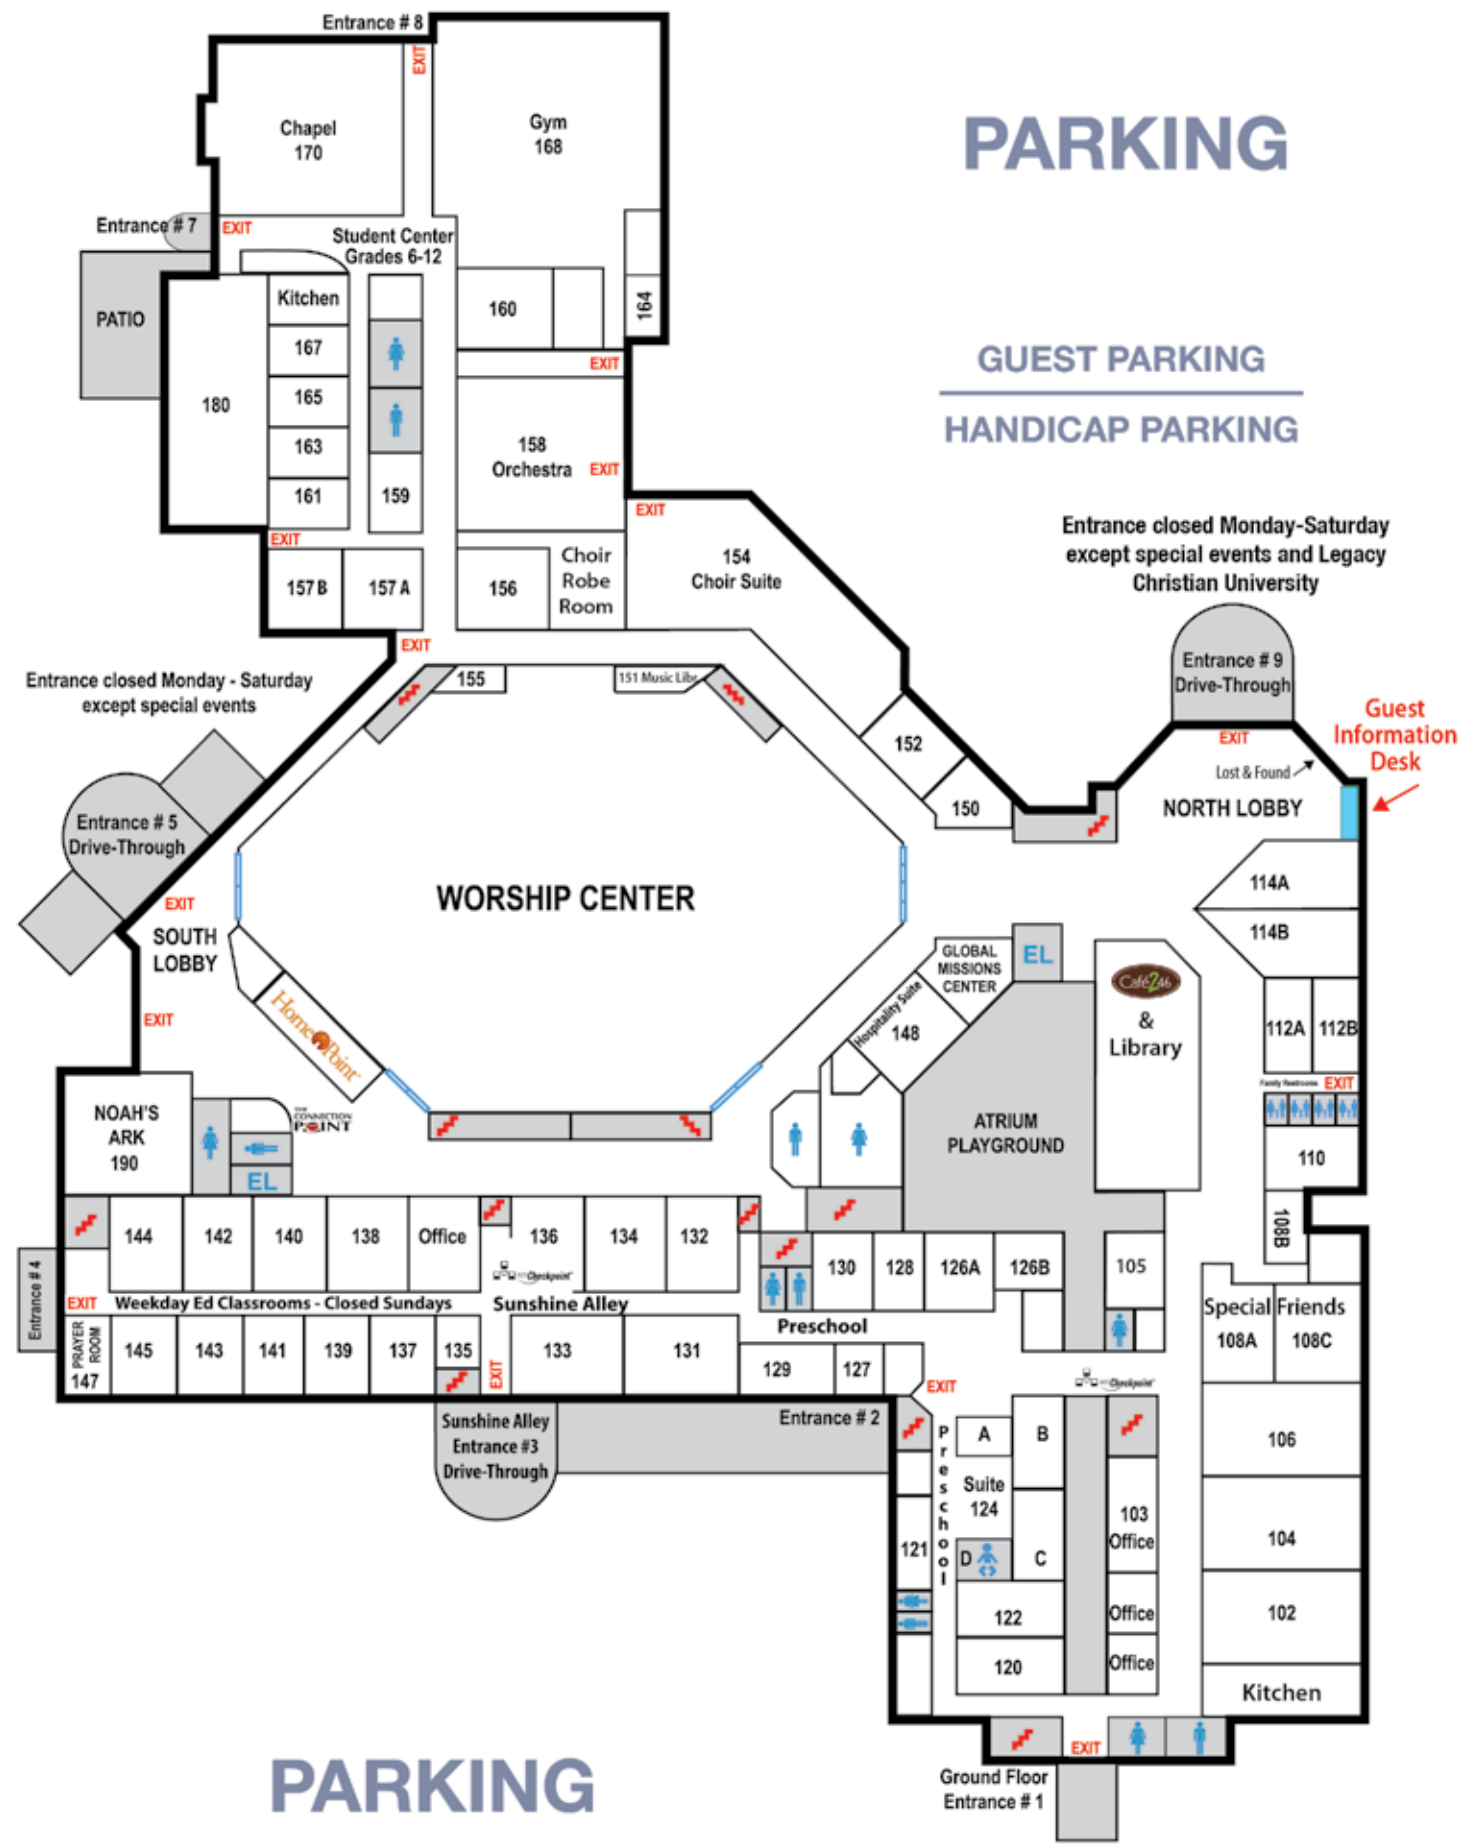 Entrance # 8
EXIT
Chapel
170
Gym
168
PARKING
Entrance # 7
EXIT
Student Center
Grades 6-12
PATIO
Kitchen
167
165
163
161
180
159
160
164
EXIT
158
Orchestra
EXIT
EXIT
GUEST PARKING
HANDICAP PARKING
EXIT
157 B
157 A
156
Choir
Robe
Room
154
Choir Suite
Entrance closed Monday-Saturday
except special events and Legacy
Christian University
EXIT
Entrance # 9
Drive-Through
Entrance closed Monday - Saturday
except special events
155
151 Music Libr.
152
150
EXIT
Guest
Information
Desk
Lost & Found
NORTH LOBBY
Entrance # 5
Drive-Through
EXIT
SOUTH
LOBBY
WORSHIP CENTER
114A
114B
GLOBAL
MISSIONS
CENTER
EL
Café246
&
Library
HomePoint
Hospitality Suite
148
112A
112B
EXIT
Family Restrooms
EXIT
NOAH'S
ARK
190
THE
CONNECTION
POINT
EL
ATRIUM
PLAYGROUND
110
108B
144
142
140
138
Office
136
134
132
Checkpoint
130
128
126A
126B
105
Entrance # 4
EXIT
Weekday Ed Classrooms - Closed Sundays
Sunshine Alley
Preschool
Special Friends
108A
108C
PRAYER
ROOM
147
145
143
141
139
137
135
EXIT
133
131
129
127
EXIT
Checkpoint
Sunshine Alley
Entrance #3
Drive-Through
Entrance # 2
Preschool
A
B
Suite
124
C
D
121
122
120
103
Office
Office
Office
106
104
102
Kitchen
EXIT
Ground Floor
Entrance # 1
PARKING